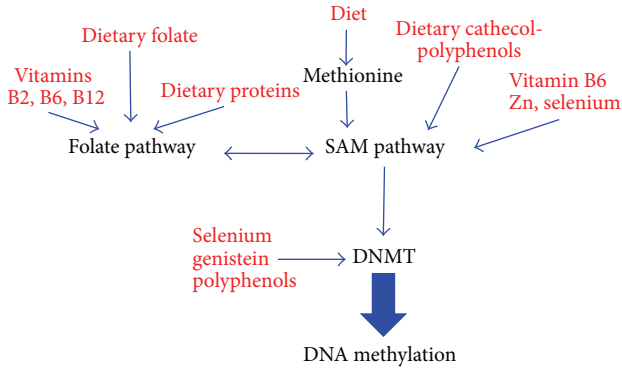 Diet
Dietary folate
Dietary cathecol-
polyphenols
Vitamins
B2, B6, B12
Dietary proteins
Methionine
Vitamin B6
Zn, selenium
Folate pathway
SAM pathway
Selenium
genistein
polyphenols
DNMT
DNA methylation